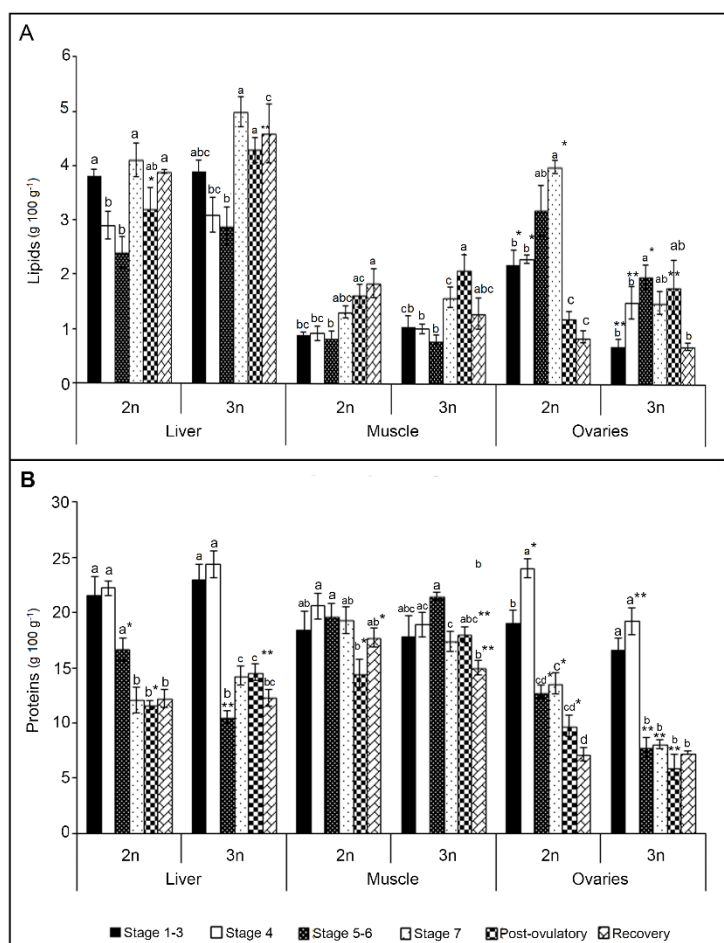 A
Lipids (g 100 g⁻¹)
6
5
4
3
2
1
0
a b b a ab * a
abc bc b a a ** c
bc bc b abc ac a
cb b b c a abc
b * b * ab a * c c
** b ** b a * ab ** ab b
2n 3n 2n 3n 2n 3n
Liver Muscle Ovaries
B
Proteins (g 100 g⁻¹)
30
25
20
15
10
5
0
a a a * b b * b
a a b ** c c ** bc
ab a a ab b * ab *
abc ac a c abc b ** b **
b a * cd * c * cd * d
a a ** b ** b ** b ** b
2n 3n 2n 3n 2n 3n
Liver Muscle Ovaries
Stage 1-3 Stage 4 Stage 5-6 Stage 7 Post-ovulatory Recovery